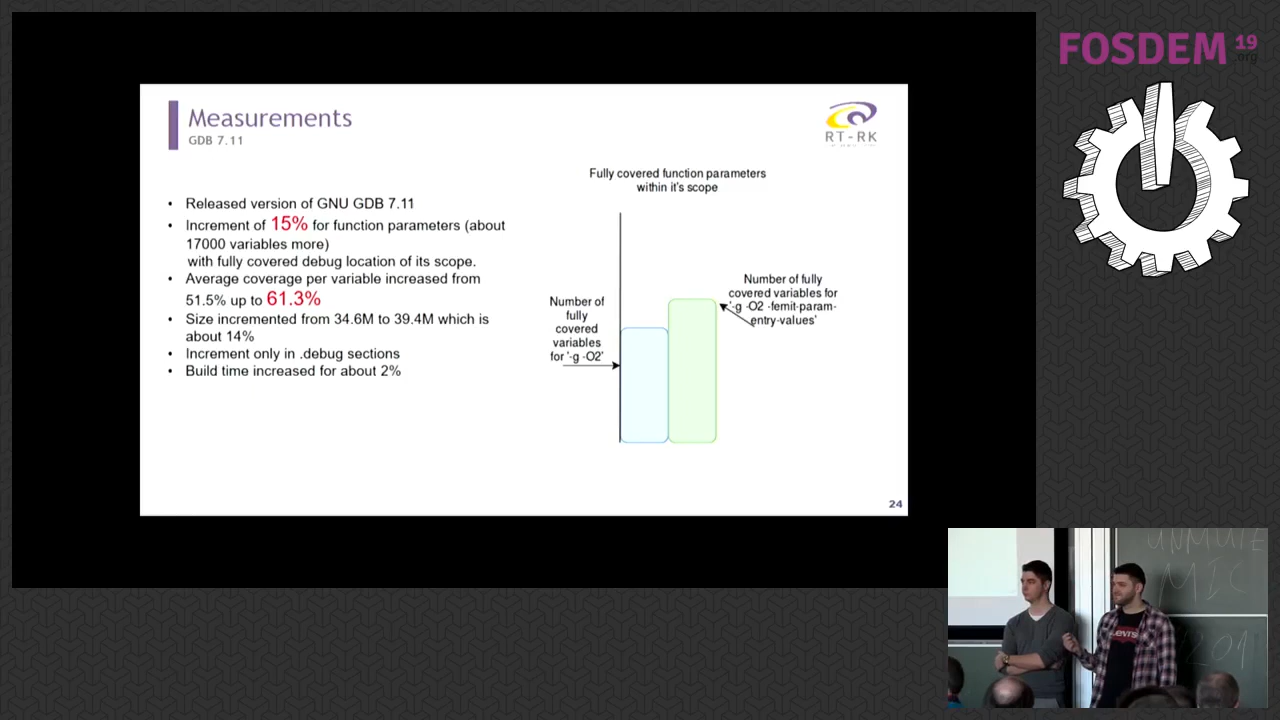 FOSDEM 19
.org
Measurements
GDB 7.11
RT-RK
• Released version of GNU GDB 7.11
• Increment of 15% for function parameters (about
17000 variables more)
with fully covered debug location of its scope.
• Average coverage per variable increased from
51.5% up to 61.3%
• Size incremented from 34.6M to 39.4M which is
about 14%
• Increment only in .debug sections
• Build time increased for about 2%
Fully covered function parameters
within it's scope
Number of
fully
covered
variables
for '-g -O2'
Number of fully
covered variables for
'-g -O2 -femit-param-
entry-values'
24
UNMUTE
MIC
Levi's